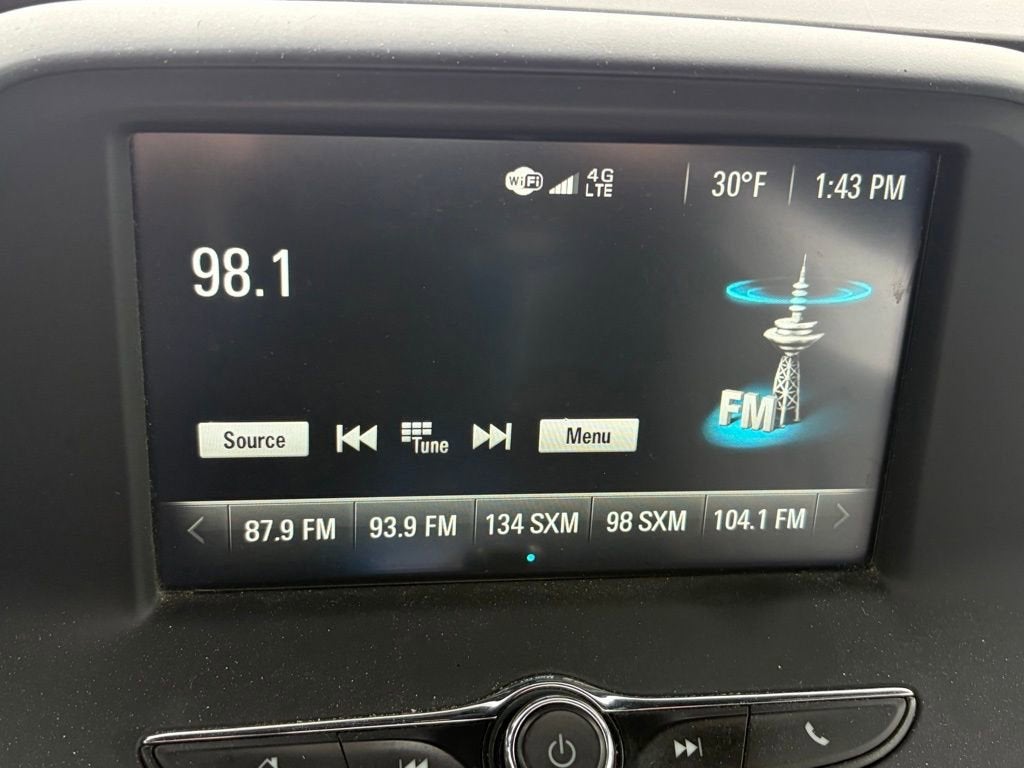 WiFi 4G LTE 30°F 1:43 PM
98.1
FM
Source Tune Menu
87.9 FM 93.9 FM 134 SXM 98 SXM 104.1 FM